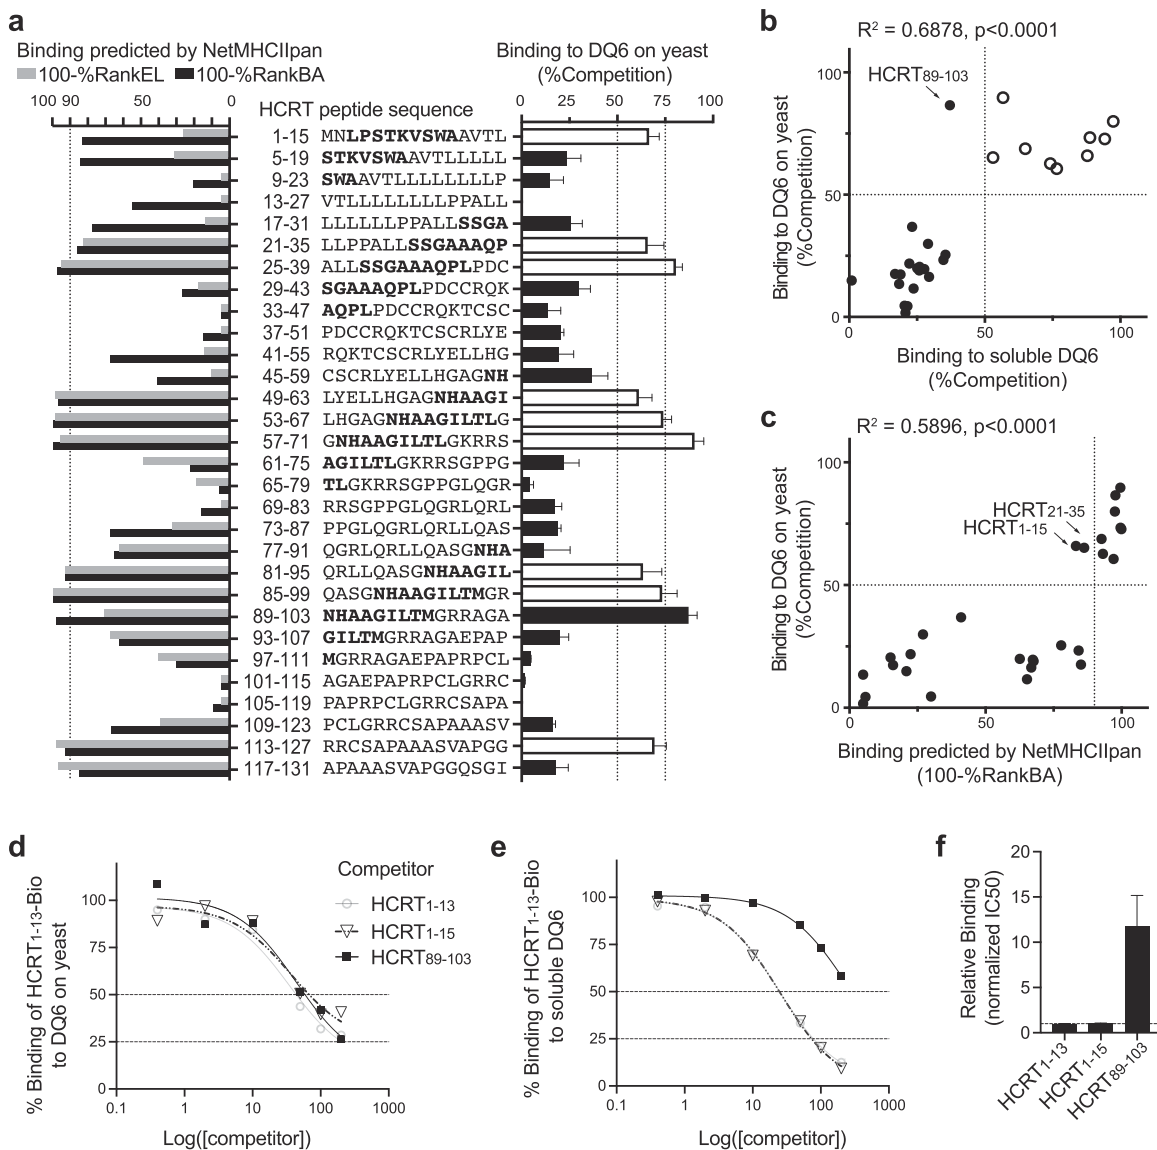 a
Binding predicted by NetMHCIIpan
100-%RankEL 100-%RankBA
100 90 50 0
HCRT peptide sequence
Binding to DQ6 on yeast
(%Competition)
0 25 50 75 100
1-15 MNLPSTKVSWAAVTL
5-19 STKVSWAAVTLLLLL
9-23 SWAAVTLLLLLLLLP
13-27 VTLLLLLLLLPPALL
17-31 LLLLLLPPALLSSGA
21-35 LLPPALLSSGAAAQP
25-39 ALLSSGAAAQPLPDC
29-43 SGAAAQPLPDCCRQK
33-47 AQPLPDCCRQKTCSC
37-51 PDCCRQKTCSCRLYE
41-55 RQKTCSCRLYELLHG
45-59 CSCRLYELLHGAGNH
49-63 LYELLHGAGNHAAGI
53-67 LHGAGNHAAGILTLG
57-71 GNHAAGILTLGKRRS
61-75 AGILTLGKRRSGPPG
65-79 TLGKRRSGPPGLQGR
69-83 RRSGPPGLQGRLQRL
73-87 PPGLQGRLQRLLQAS
77-91 QGRLQRLLQASGNHA
81-95 QRLLQASGNHAAGIL
85-99 QASGNHAAGILTMGR
89-103 NHAAGILTMGRRAGA
93-107 GILTMGRRAGAEPAP
97-111 MGRRAGAEPAPRPCL
101-115 AGAEPAPRPCLGRRC
105-119 PAPRPCLGRRCSAPA
109-123 PCLGRRCSAPAAASV
113-127 RRCSAPAAASVAPGG
117-131 APAAASVAPGGQSGI
b
R2 = 0.6878, p<0.0001
HCRT89-103
Binding to DQ6 on yeast
(%Competition)
100
50
0
0 50 100
Binding to soluble DQ6
(%Competition)
c
R2 = 0.5896, p<0.0001
HCRT21-35
HCRT1-15
Binding to DQ6 on yeast
(%Competition)
100
50
0
0 50 100
Binding predicted by NetMHCIIpan
(100-%RankBA)
d
% Binding of HCRT1-13-Bio
to DQ6 on yeast
100
75
50
25
0
0.1 1 10 100 1000
Log([competitor])
Competitor
HCRT1-13
HCRT1-15
HCRT89-103
e
% Binding of HCRT1-13-Bio
to soluble DQ6
100
75
50
25
0
0.1 1 10 100 1000
Log([competitor])
f
Relative Binding
(normalized IC50)
20
15
10
5
0
HCRT1-13
HCRT1-15
HCRT89-103